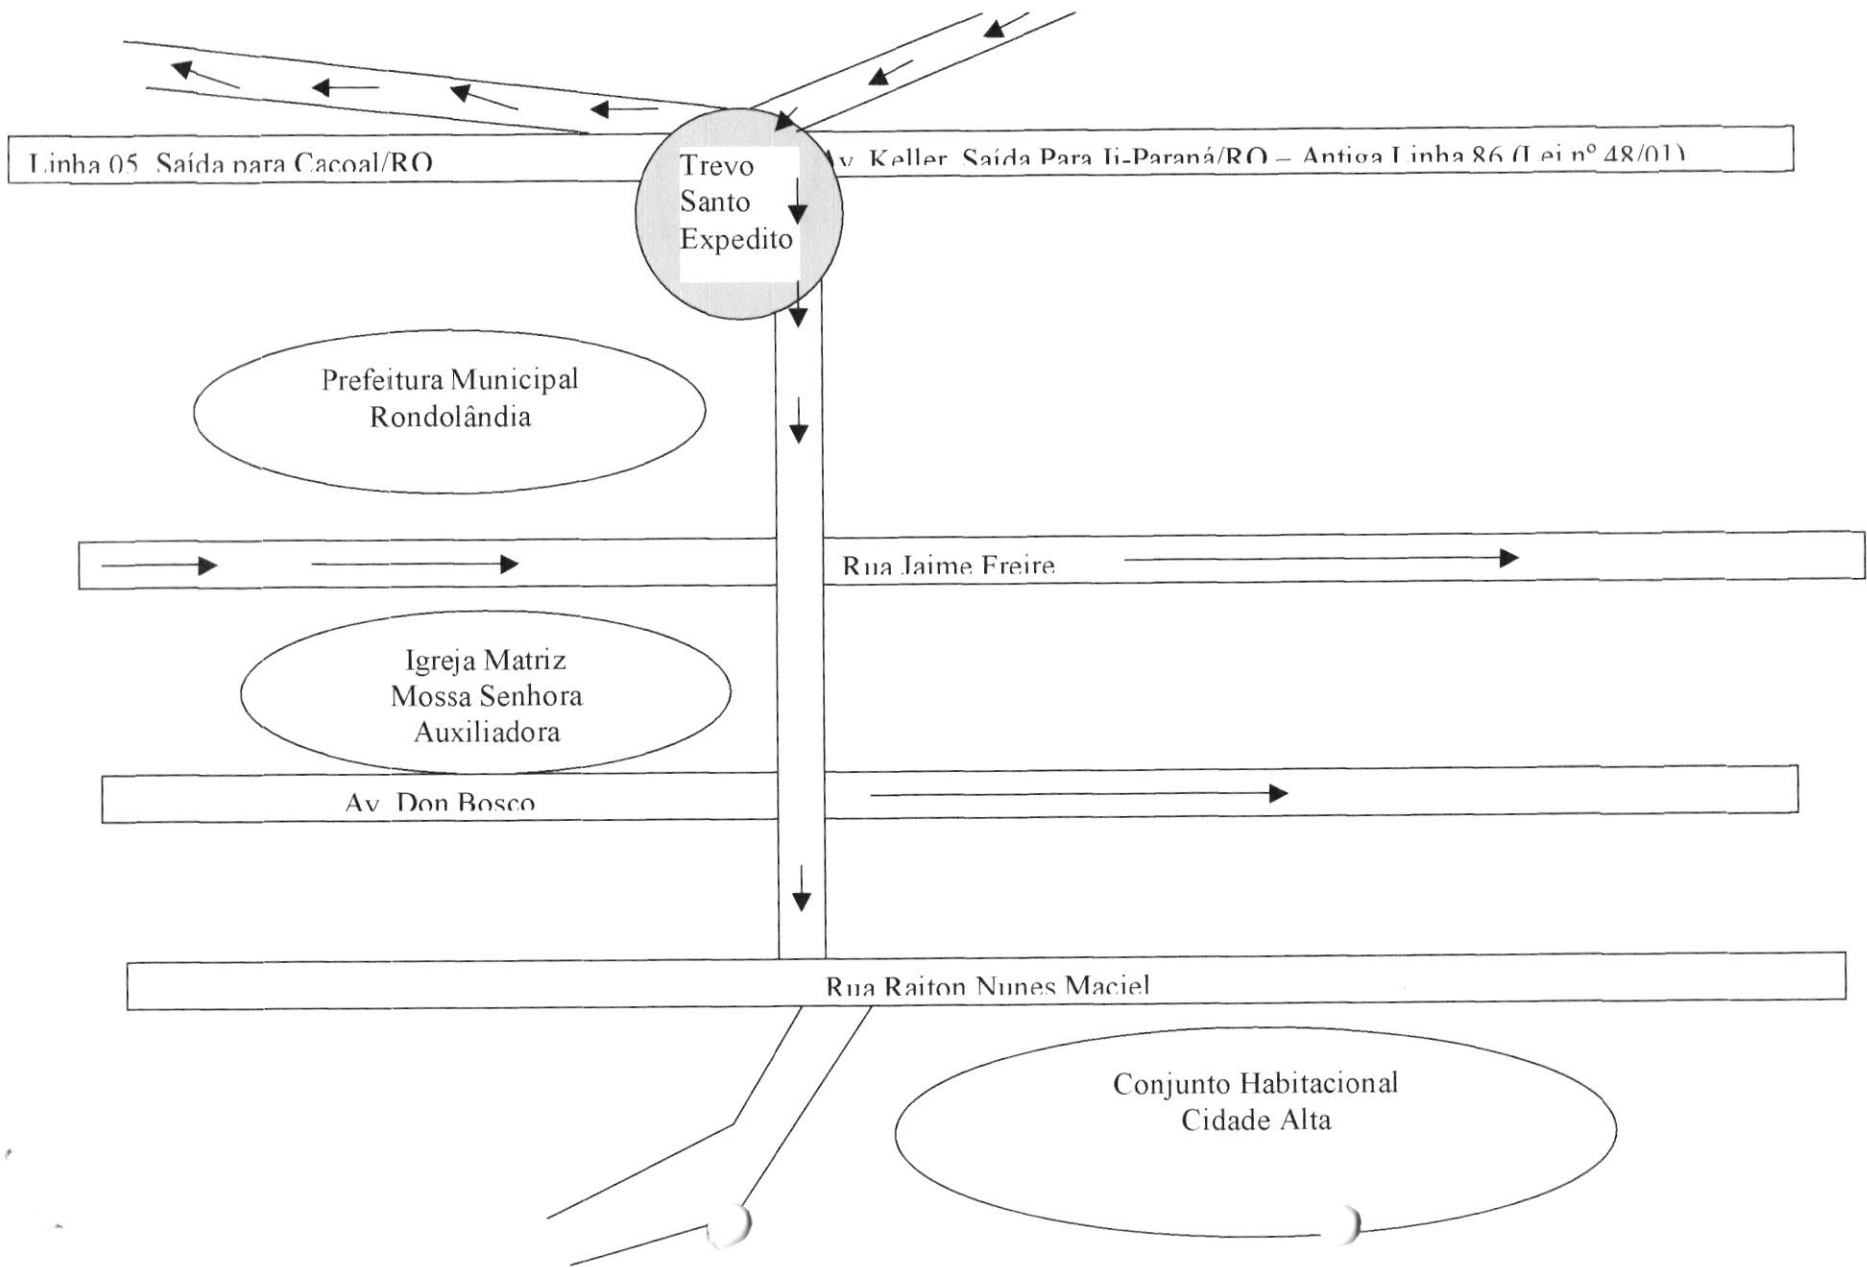 Linha 05 Saída para Cacoal/RO
Trevo
Santo
Expedito
Av. Keller Saída Para Ji-Paraná/RO – Antiga Linha 86 (Lei nº 48/01)
Prefeitura Municipal
Rondolândia
Rua Jaime Freire
Igreja Matriz
Mossa Senhora
Auxiliadora
Av. Don Bosco
Rua Raiton Nunes Maciel
Conjunto Habitacional
Cidade Alta